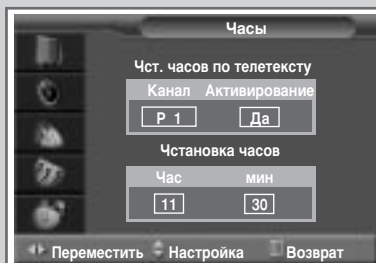 Часы
Чст. часов по телетексту
Канал Активирование
Р 1 Да
Чстановка часов
Час мин
11 30
Переместить Настройка Возврат